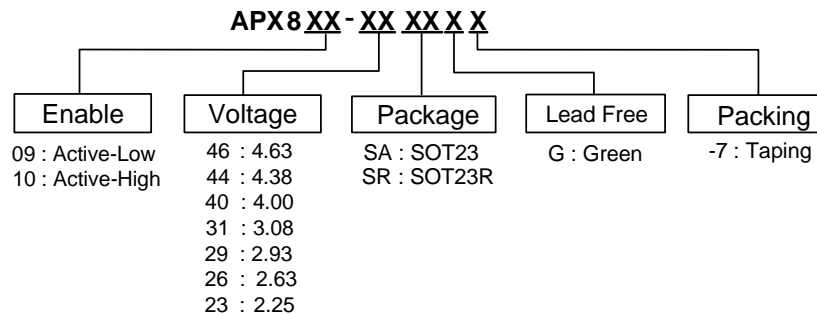 APX8 XX - XX XX X X
Enable
09 : Active-Low
10 : Active-High
Voltage
46 : 4.63
44 : 4.38
40 : 4.00
31 : 3.08
29 : 2.93
26 : 2.63
23 : 2.25
Package
SA : SOT23
SR : SOT23R
Lead Free
G : Green
Packing
-7 : Taping